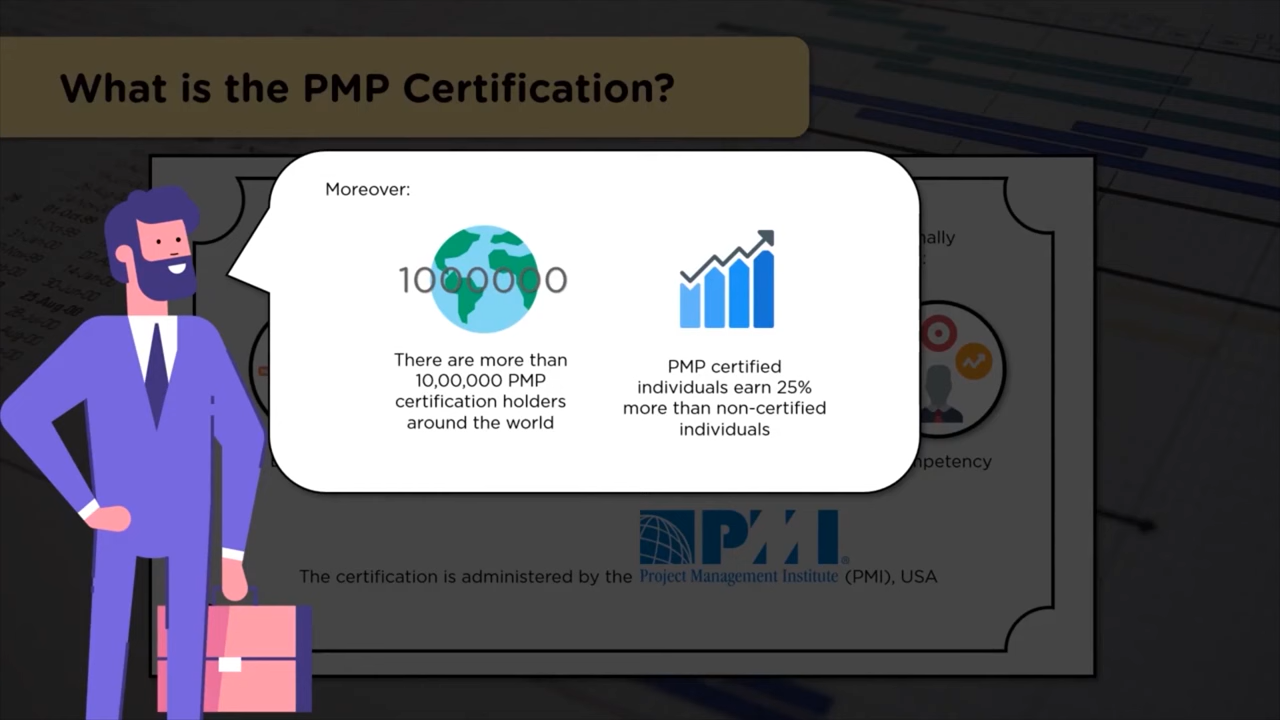 What is the PMP Certification?
Moreover:
1000000
There are more than
10,00,000 PMP
certification holders
around the world
PMP certified
individuals earn 25%
more than non-certified
individuals
PMI
The certification is administered by the Project Management Institute (PMI), USA